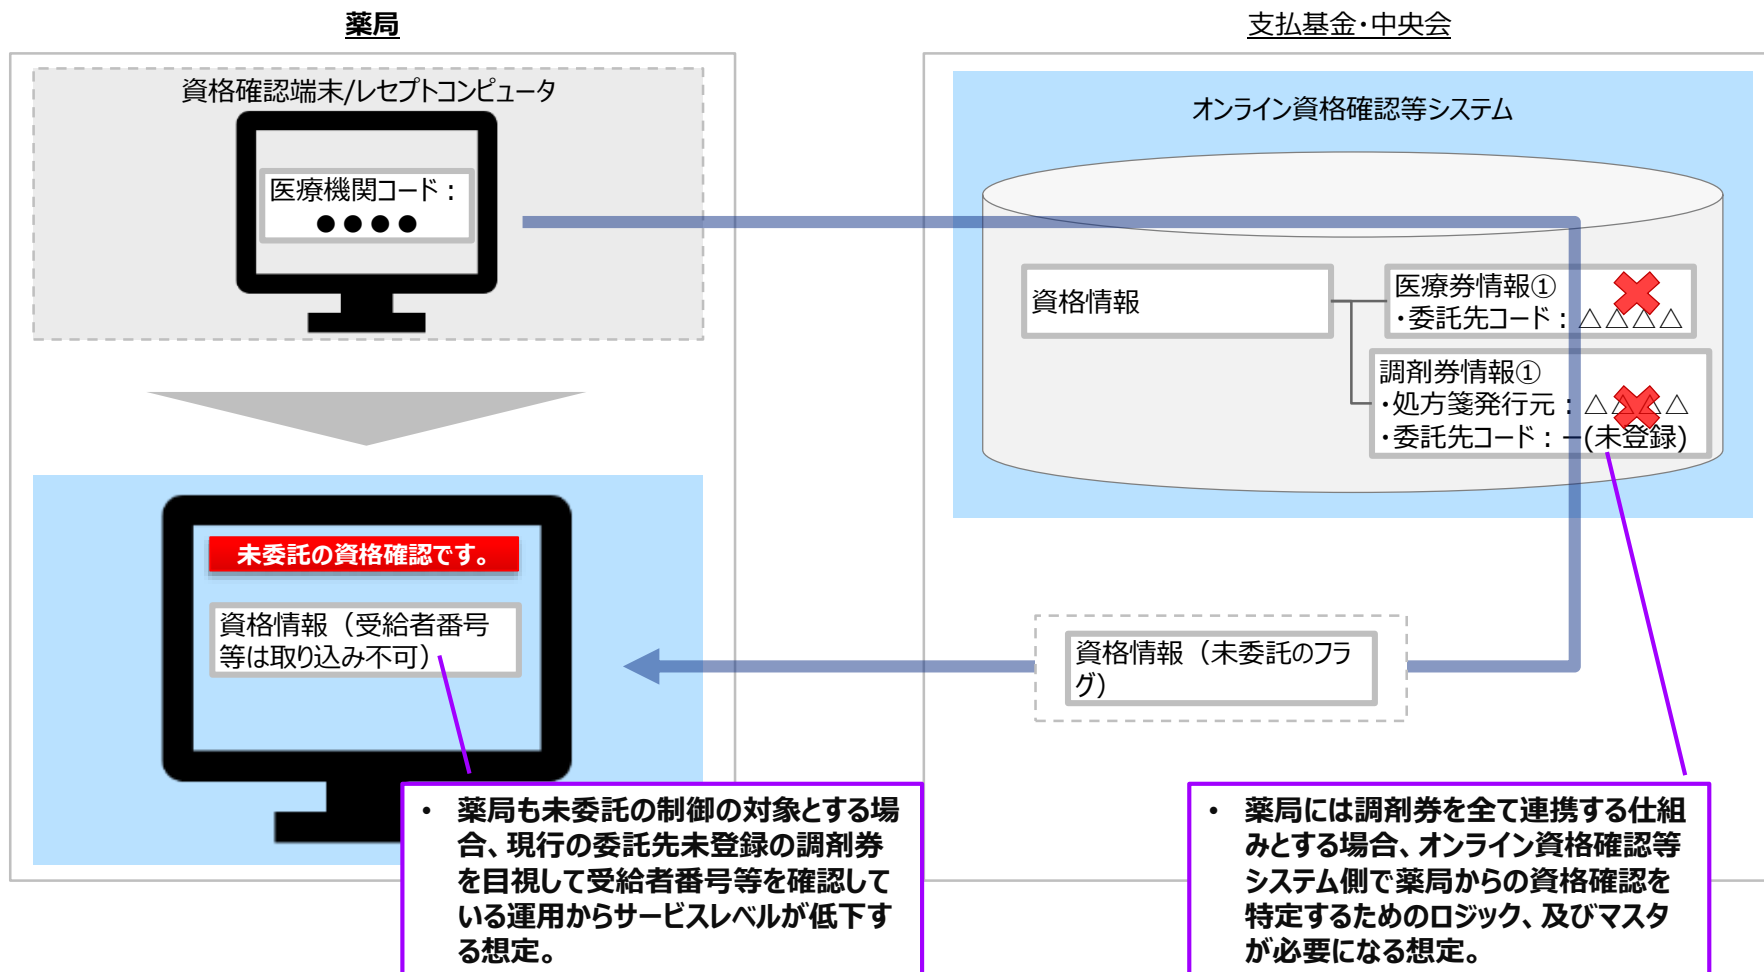 薬局
資格確認端末/レセプトコンピュータ
医療機関コード：
●●●●
未委託の資格確認です。
資格情報（受給者番号
等は取り込み不可）
・ 薬局も未委託の制御の対象とする場
合、現行の委託先未登録の調剤券
を目視して受給者番号等を確認して
いる運用からサービスレベルが低下す
る想定。
支払基金・中央会
オンライン資格確認等システム
資格情報
医療券情報①
・委託先コード：△△△△
調剤券情報①
・処方箋発行元：△△△△
・委託先コード：－(未登録)
資格情報（未委託のフラ
グ）
・ 薬局には調剤券を全て連携する仕組
みとする場合、オンライン資格確認等
システム側で薬局からの資格確認を
特定するためのロジック、及びマスタ
が必要になる想定。